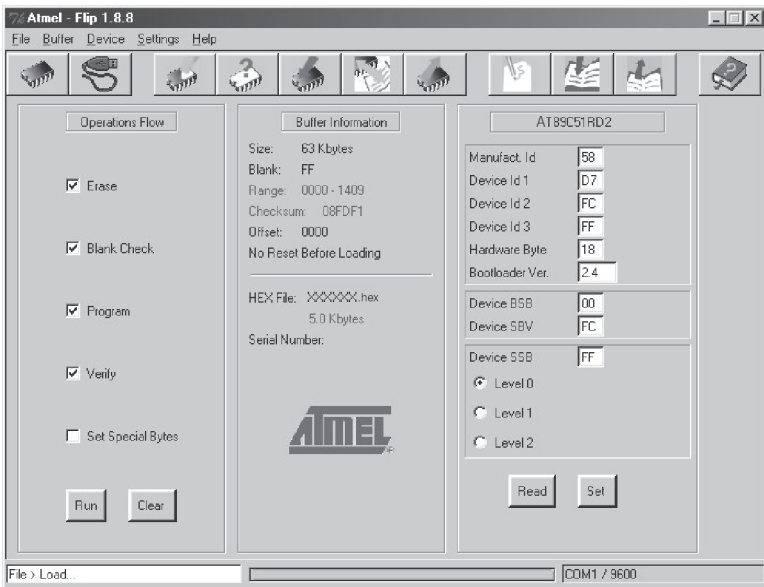 Atmel - Flip 1.8.8
File Buffer Device Settings Help
Operations Flow
Erase
Blank Check
Program
Verify
Set Special Bytes
Run Clear
Buffer Information
Size: 63 Kbytes
Blank: FF
Range: 0000 - 1409
Checksum: 08FDF1
Offset: 0000
No Reset Before Loading
HEX File: XXXXXX.hex
5.0 Kbytes
Serial Number:
ATMEL
AT89C51RD2
Manufact. Id 58
Device Id 1 D7
Device Id 2 FC
Device Id 3 FF
Hardware Byte 18
Bootloader Ver. 2.4
Device BSB 00
Device SBV FC
Device SSB FF
Level 0
Level 1
Level 2
Read Set
File > Load...
COM1 / 9600